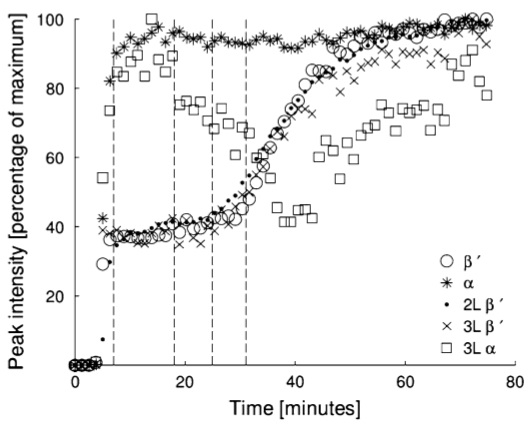 Peak intensity [percentage of maximum]
100
80
60
40
20
0 20 40 60 80
Time [minutes]
β′
α
2L β′
3L β′
3L α